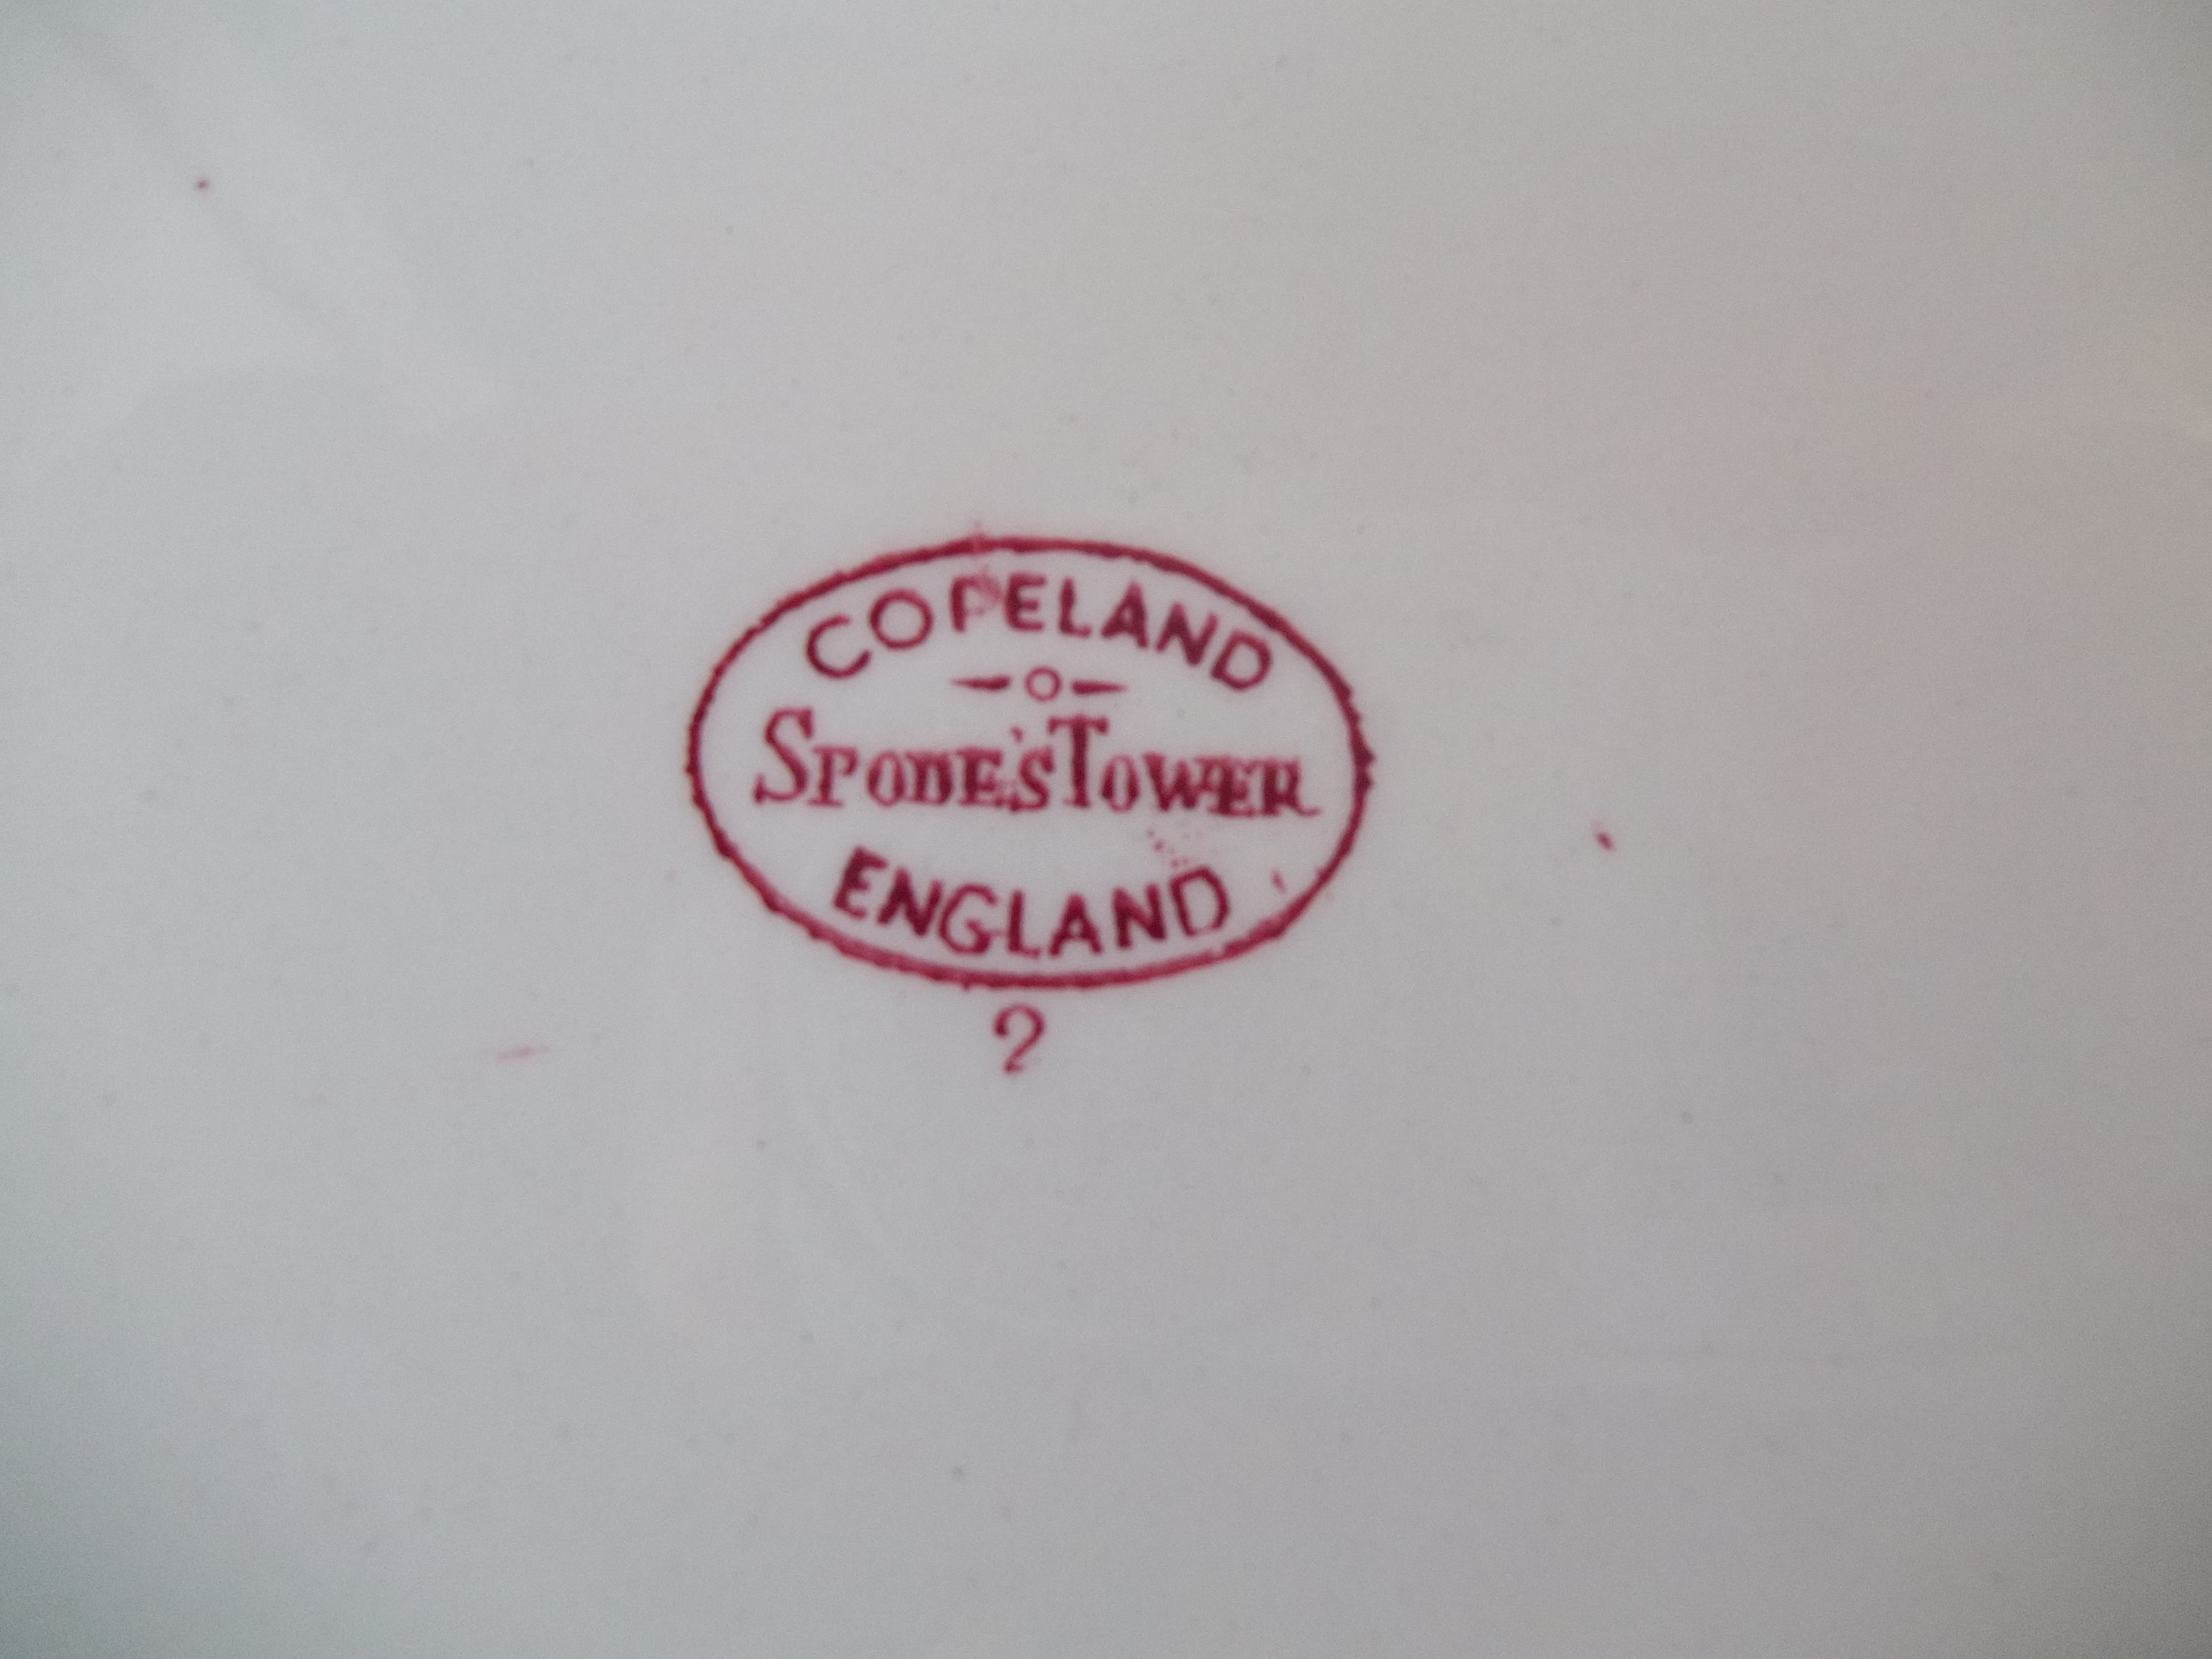 COPELAND
SPODE'S TOWER
ENGLAND
2